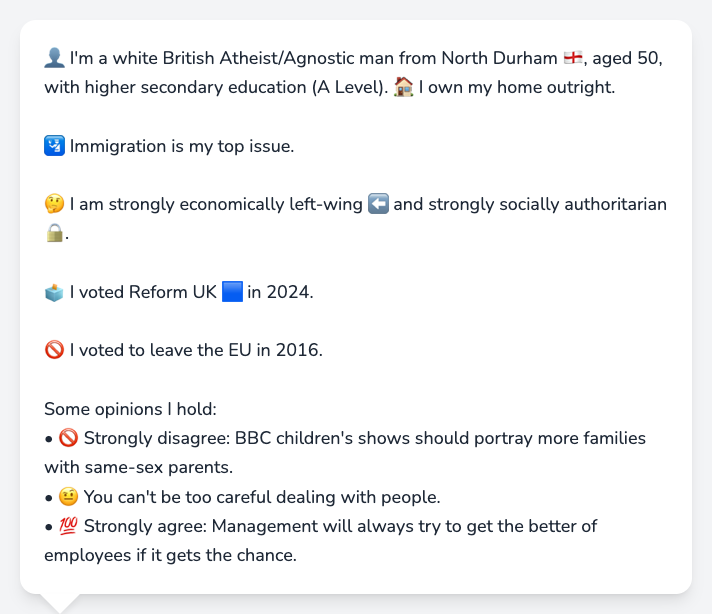 👤 I'm a white British Atheist/Agnostic man from North Durham 🏴󠁧󠁢󠁥󠁮󠁧󠁿, aged 50,
with higher secondary education (A Level). 🏠 I own my home outright.
🛂 Immigration is my top issue.
🤔 I am strongly economically left-wing ⬅️ and strongly socially authoritarian
🔒.
🗳️ I voted Reform UK 🟦 in 2024.
🚫 I voted to leave the EU in 2016.
Some opinions I hold:
• 🚫 Strongly disagree: BBC children's shows should portray more families
with same-sex parents.
• 🤨 You can't be too careful dealing with people.
• 💯 Strongly agree: Management will always try to get the better of
employees if it gets the chance.